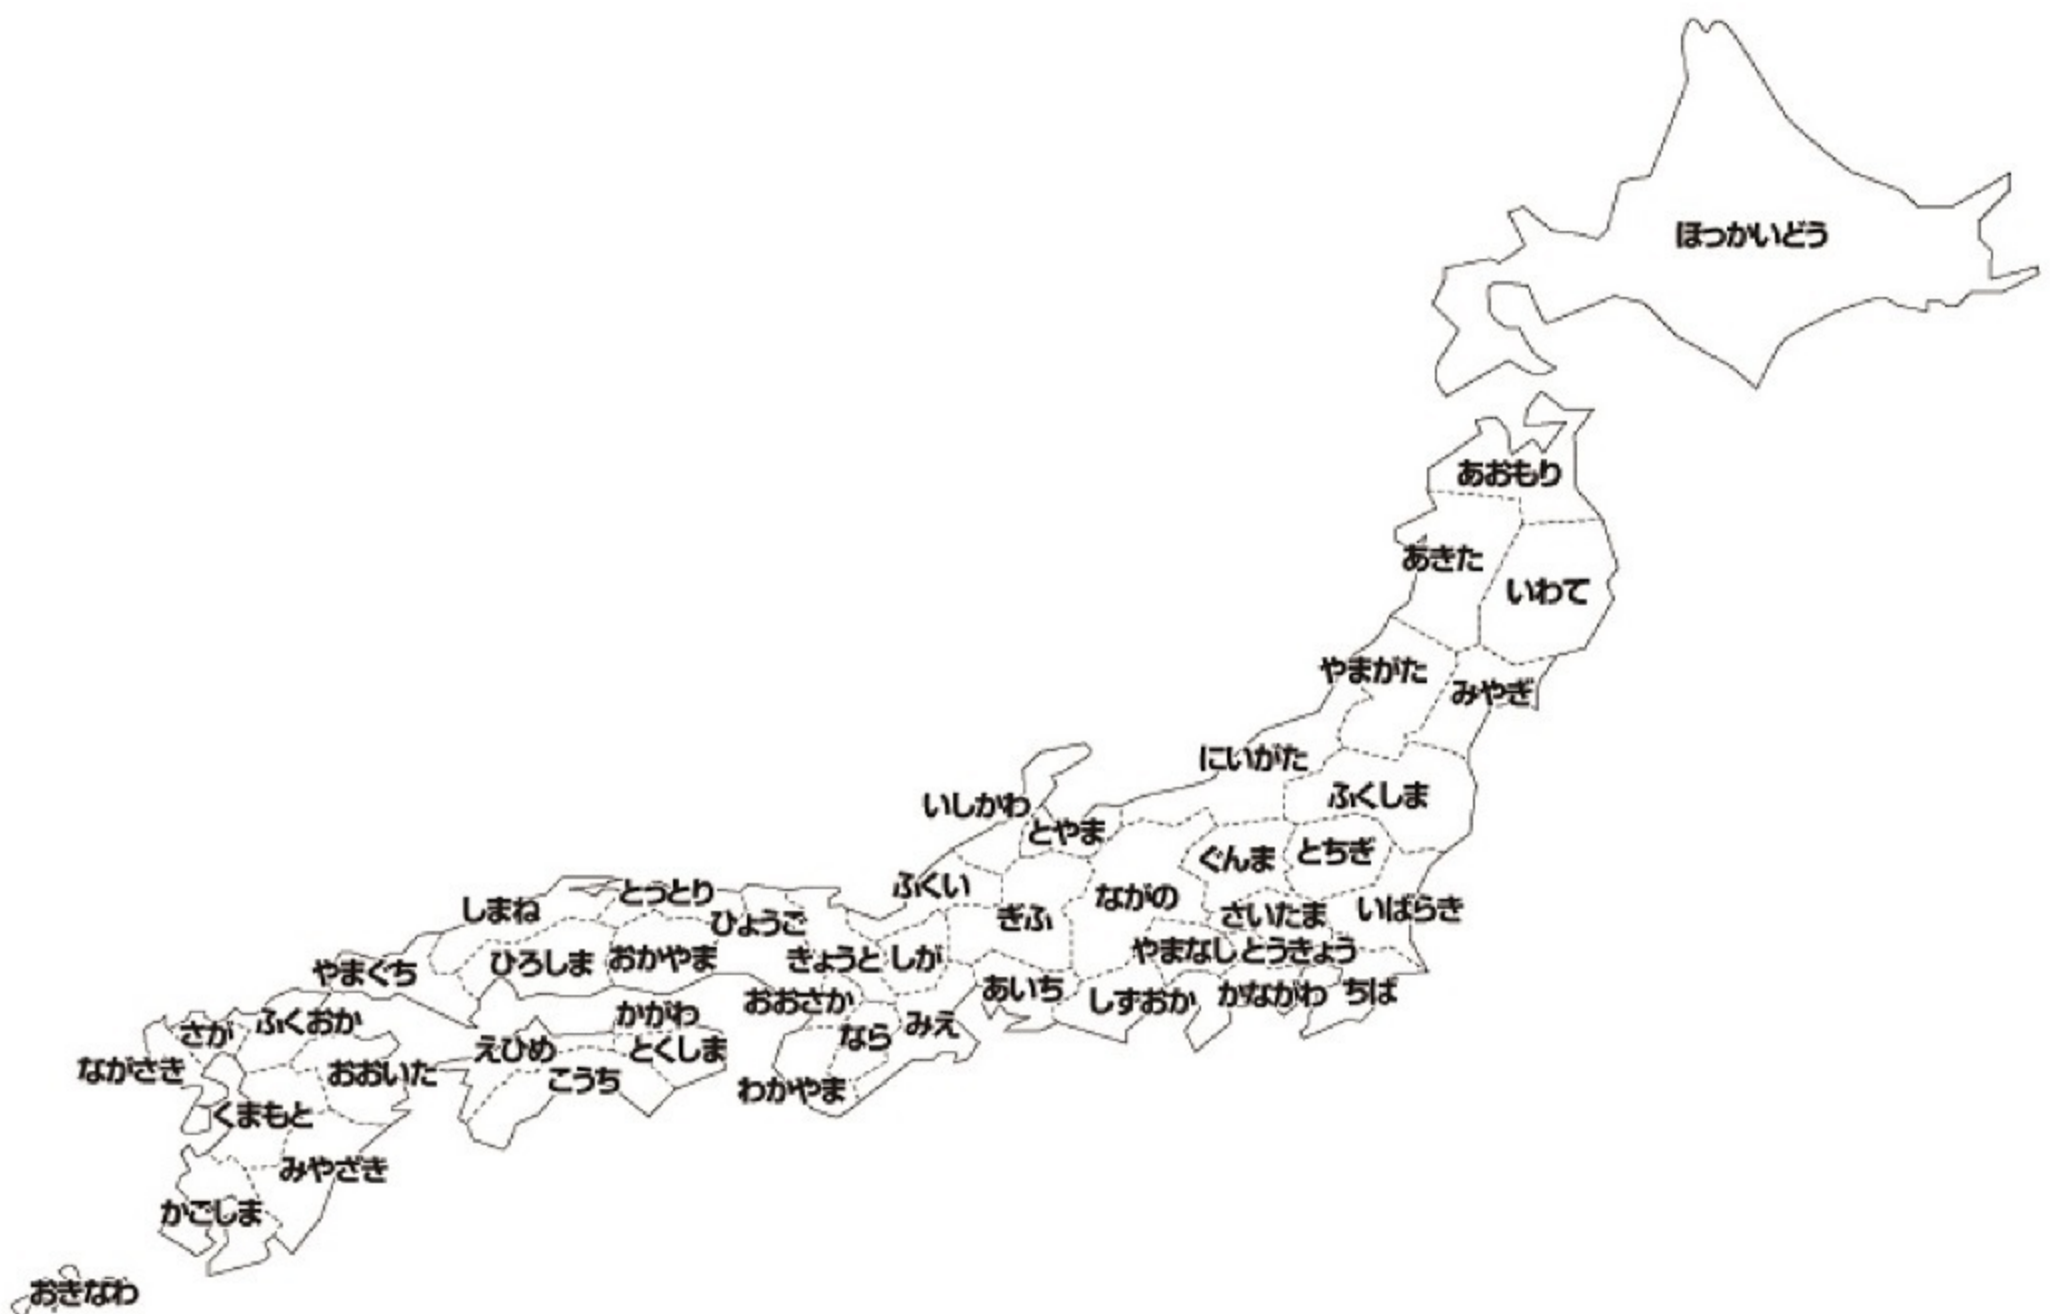 ほっかいどう
あおもり
あきた
いわて
やまがた
みやぎ
にいがた
ふくしま
いしかわ
とやま
ぐんま
とちぎ
ふくい
ぎふ
ながの
さいたま
いばらき
やまなし
とうきょう
しずおか
かながわ
ちば
あいち
しまね
とっとり
ひょうご
ひろしま
おかやま
きょうと
しが
やまぐち
おおさか
なら
みえ
わかやま
かがわ
えひめ
とくしま
こうち
さが
ふくおか
ながさき
おおいた
くまもと
みやざき
かごしま
おきなわ